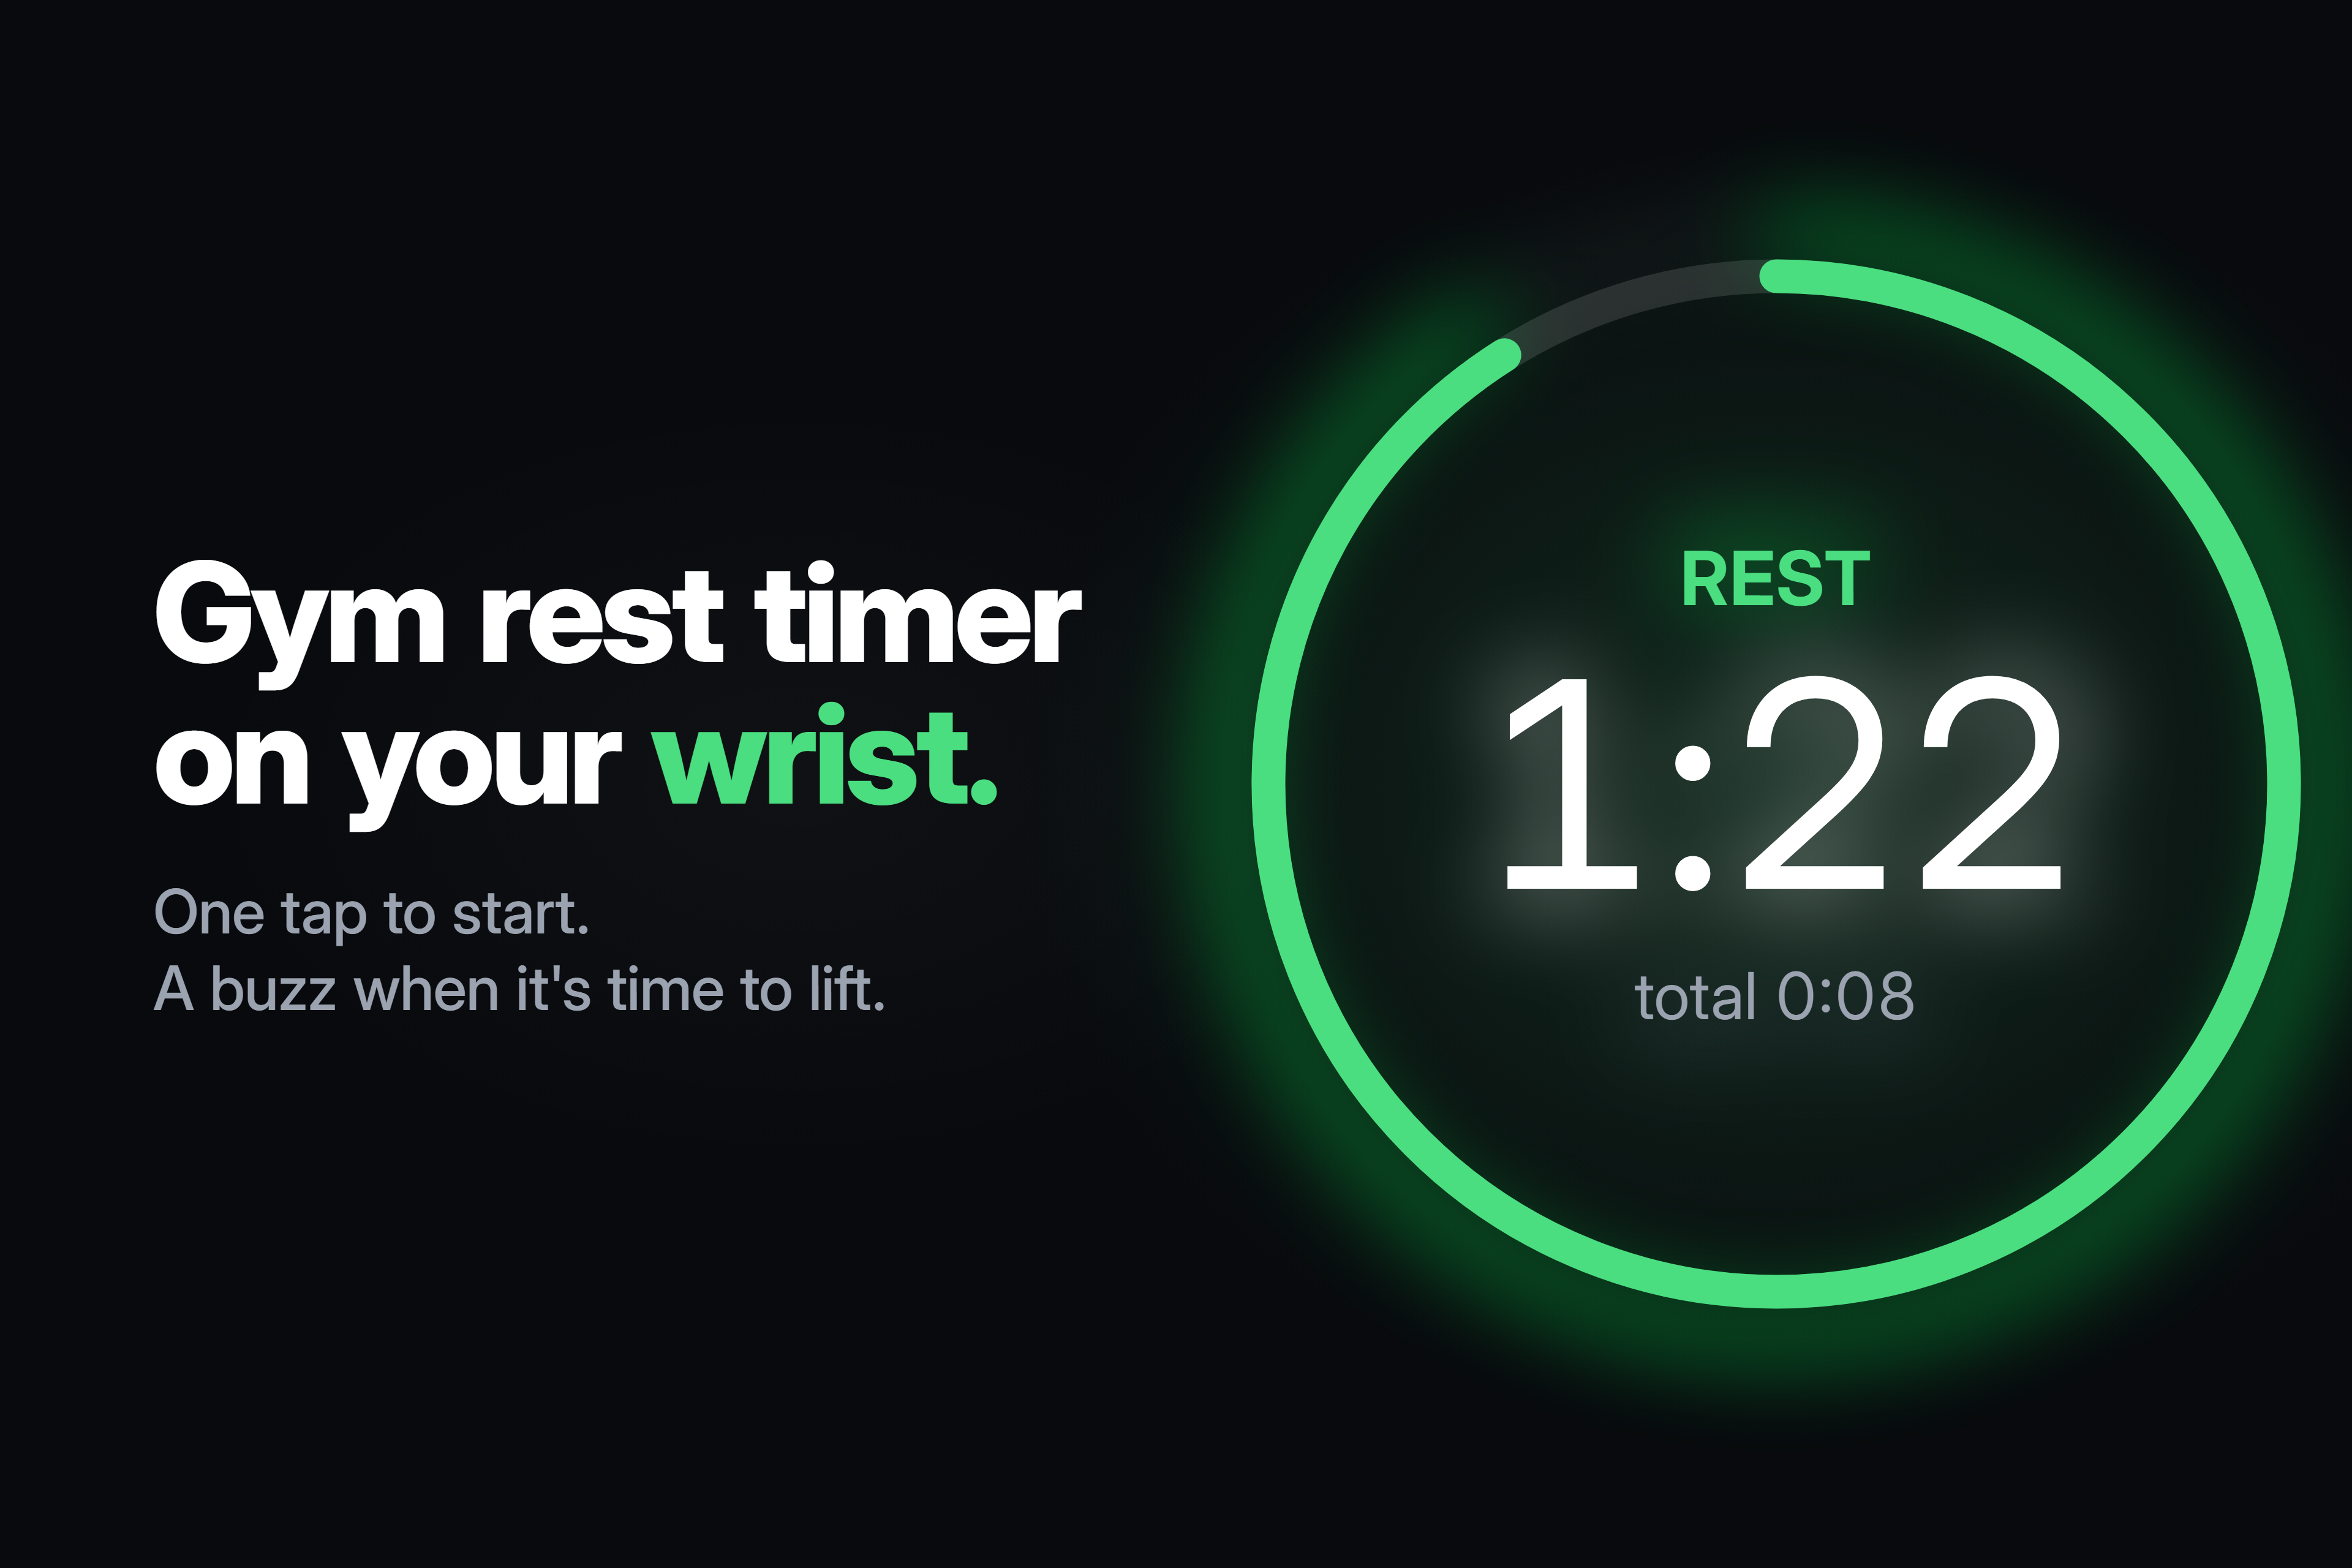 Gym rest timer
on your wrist.
One tap to start.
A buzz when it's time to lift.
REST
1:22
total 0:08